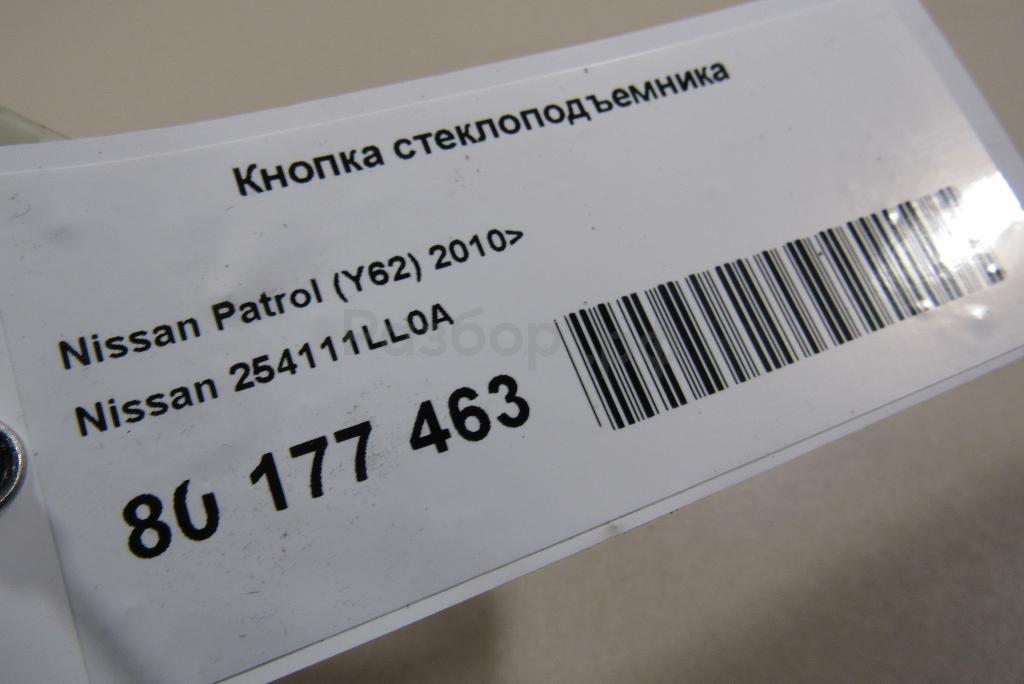 Кнопка стеклоподъемника
Nissan Patrol (Y62) 2010>
Nissan 254111LL0A
80 177 463